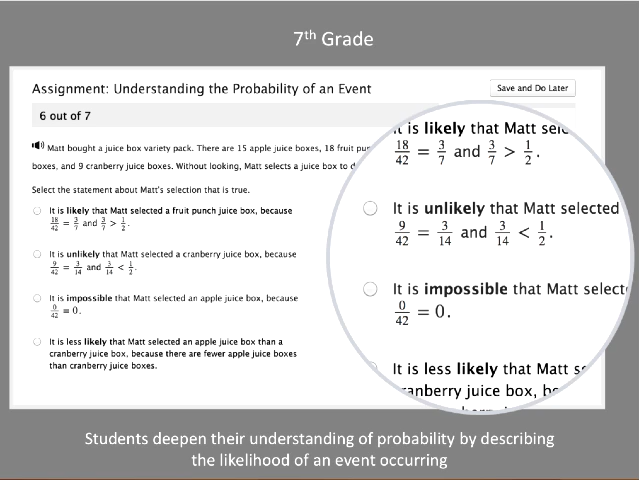 7th Grade
Assignment: Understanding the Probability of an Event
Save and Do Later
6 out of 7
Matt bought a juice box variety pack. There are 15 apple juice boxes, 18 fruit pun
boxes, and 9 cranberry juice boxes. Without looking, Matt selects a juice box to d
Select the statement about Matt's selection that is true.
It is likely that Matt selected a fruit punch juice box, because
18/42 = 3/7 and 3/7 > 1/2.
It is unlikely that Matt selected a cranberry juice box, because
9/42 = 3/14 and 3/14 < 1/2.
It is impossible that Matt selected an apple juice box, because
0/42 = 0.
It is less likely that Matt selected an apple juice box than a
cranberry juice box, because there are fewer apple juice boxes
than cranberry juice boxes.
It is likely that Matt sele
18/42 = 3/7 and 3/7 > 1/2.
It is unlikely that Matt selected
9/42 = 3/14 and 3/14 < 1/2.
It is impossible that Matt select
0/42 = 0.
It is less likely that Matt se
cranberry juice box, be
Students deepen their understanding of probability by describing
the likelihood of an event occurring